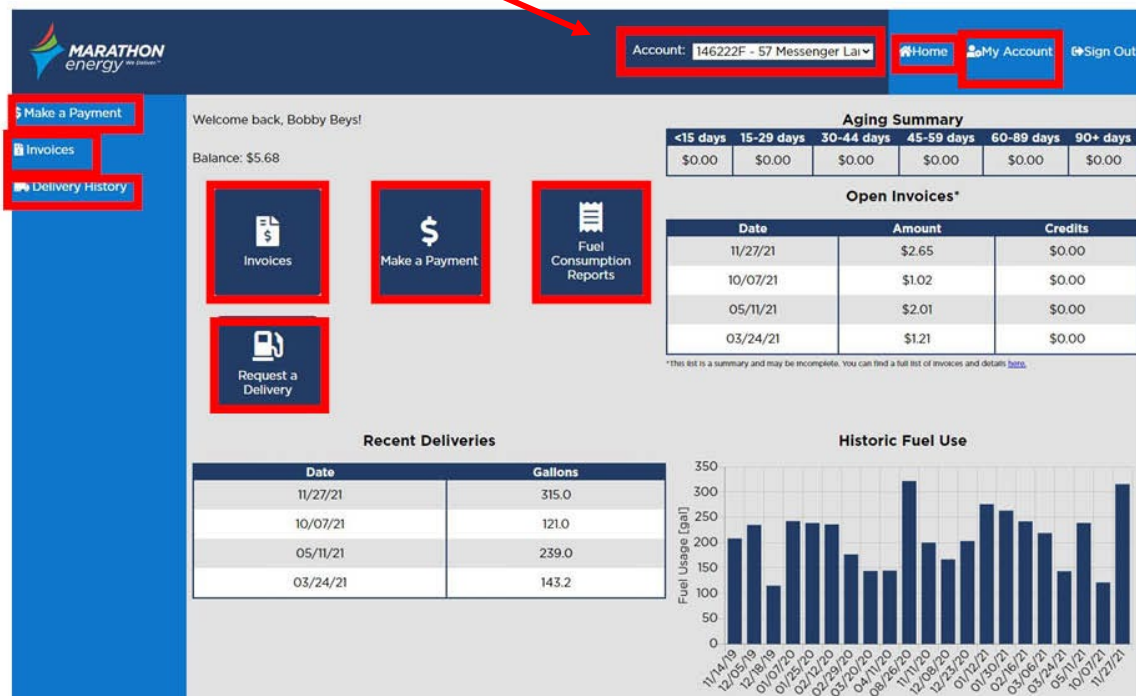 MARATHON
energy We Deliver™
Account: 146222F - 57 Messenger Lan
Home
My Account
Sign Out
$ Make a Payment
Invoices
Delivery History
Welcome back, Bobby Beys!
Balance: $5.68
Invoices
Make a Payment
Fuel
Consumption
Reports
Request a
Delivery
Aging Summary
<15 days 15-29 days 30-44 days 45-59 days 60-89 days 90+ days
$0.00 $0.00 $0.00 $0.00 $0.00 $0.00
Open Invoices*
Date Amount Credits
11/27/21 $2.65 $0.00
10/07/21 $1.02 $0.00
05/11/21 $2.01 $0.00
03/24/21 $1.21 $0.00
*This list is a summary and may be incomplete. You can find a full list of invoices and details here.
Recent Deliveries
Date Gallons
11/27/21 315.0
10/07/21 121.0
05/11/21 239.0
03/24/21 143.2
Historic Fuel Use
Fuel Usage [gal]
350
300
250
200
150
100
50
0
11/14/19
12/05/19
12/18/19
01/07/20
01/25/20
02/12/20
02/29/20
03/20/20
04/11/20
08/26/20
11/11/20
12/08/20
12/23/20
01/12/21
01/30/21
02/16/21
03/06/21
03/24/21
05/11/21
10/07/21
11/27/21